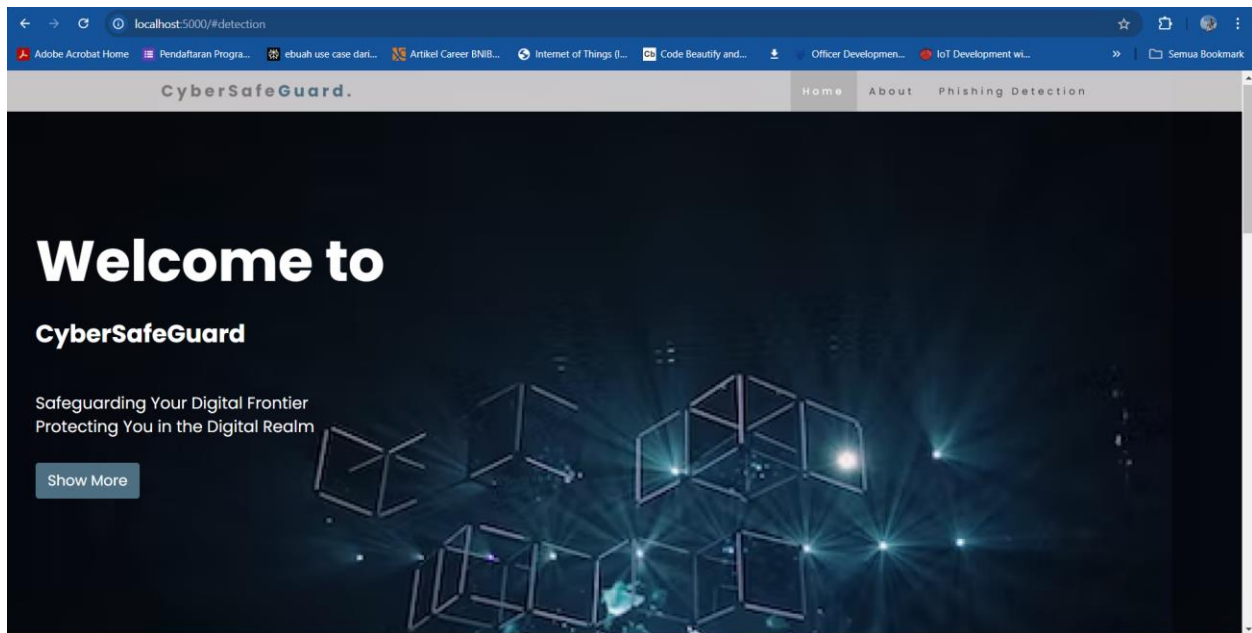 localhost:5000/#detection
Adobe Acrobat Home
Pendaftaran Progra...
ebuah use case dari...
Artikel Career BNIB...
Internet of Things (I...
Cb Code Beautify and...
Officer Developmen...
IoT Development wi...
»
Semua Bookmark
CyberSafeGuard.
Home
About
Phishing Detection
Welcome to
CyberSafeGuard
Safeguarding Your Digital Frontier
Protecting You in the Digital Realm
Show More